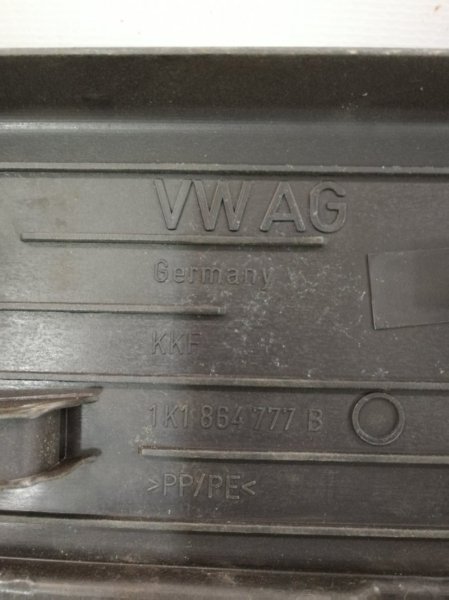 VW AG
Germany
KKF
1K1 864 777 B
>PP/PE<